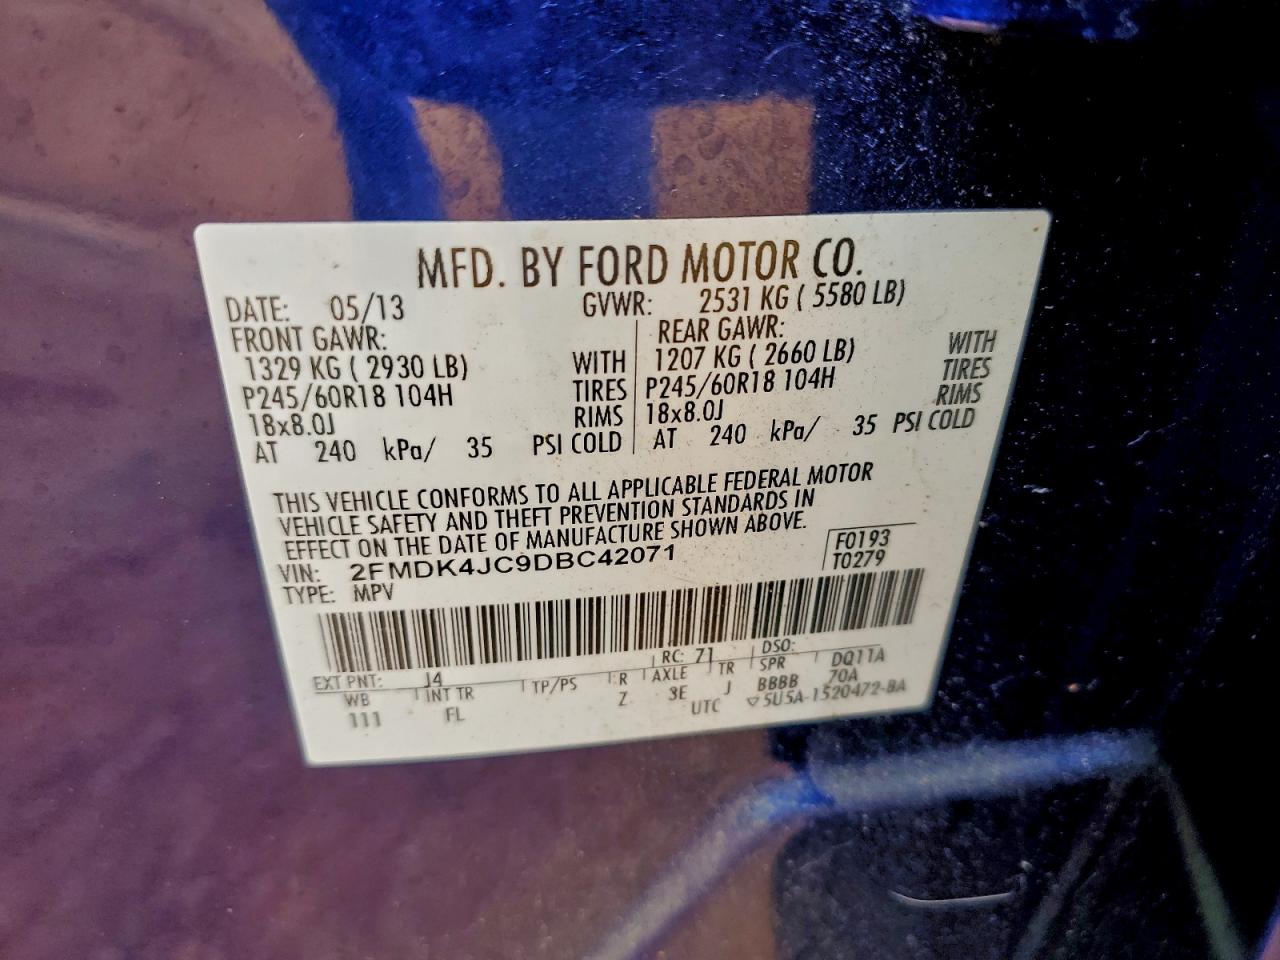 MFD. BY FORD MOTOR CO.
DATE: 05/13 GVWR: 2531 KG ( 5580 LB)
FRONT GAWR: REAR GAWR:
1329 KG ( 2930 LB) WITH 1207 KG ( 2660 LB) WITH
P245/60R18 104H TIRES P245/60R18 104H TIRES
18x8.0J RIMS 18x8.0J RIMS
AT 240 kPa/ 35 PSI COLD AT 240 kPa/ 35 PSI COLD
THIS VEHICLE CONFORMS TO ALL APPLICABLE FEDERAL MOTOR
VEHICLE SAFETY AND THEFT PREVENTION STANDARDS IN
EFFECT ON THE DATE OF MANUFACTURE SHOWN ABOVE.
VIN: 2FMDK4JC9DBC42071 F0193
TYPE: MPV T0279
EXT PNT: J4 RC: 71 DSO:
WB INT TR TP/PS R AXLE TR SPR DQ11A
111 FL Z 3E J BBBB 70A
UTC ▽5U5A-1520472-BA